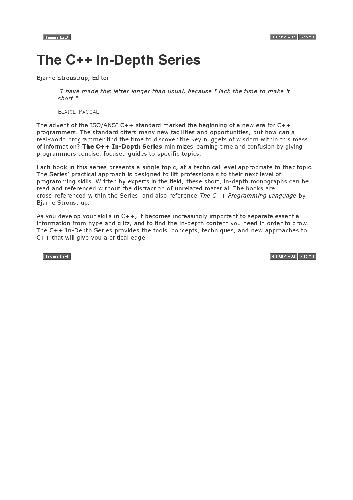 The C++ In-Depth Series
Bjarne Stroustrup, Editor
"I have made this letter longer than usual, because I lack the time to make it
short."
BLAISE PASCAL
The advent of the ISO/ANSI C++ standard marked the beginning of a new era for C++
programmers. The standard offers many new facilities and opportunities, but how can a
real-world programmer find the time to discover the key nuggets of wisdom within this mass
of information? The C++ In-Depth Series minimizes learning time and confusion by giving
programmers concise, focused guides to specific topics.
Each book in this series presents a single topic, at a technical level appropriate to that topic.
The Series' practical approach is designed to lift professionals to their next level of
programming skills. Written by experts in the field, these short, in-depth monographs can be
read and referenced without the distraction of unrelated material. The books are
cross-referenced within the Series, and also reference The C++ Programming Language by
Bjarne Stroustrup.
As you develop your skills in C++, it becomes increasingly important to separate essential
information from hype and glitz, and to find the in-depth content you need in order to grow.
The C++ In-Depth Series provides the tools, concepts, techniques, and new approaches to
C++ that will give you a critical edge.